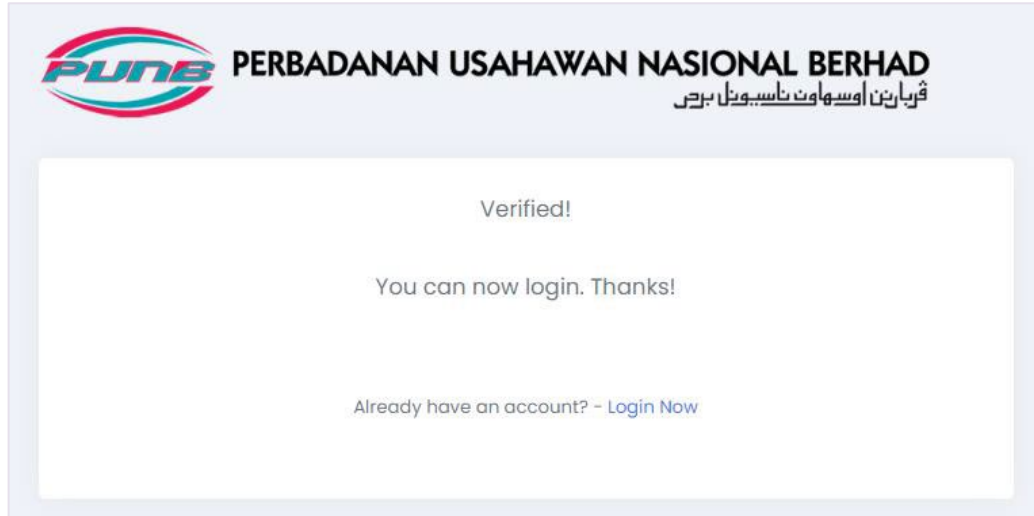 PUNB
PERBADANAN USAHAWAN NASIONAL BERHAD
ڤربادنن اوسهاون ناسيونل برحد
Verified!
You can now login. Thanks!
Already have an account? - Login Now